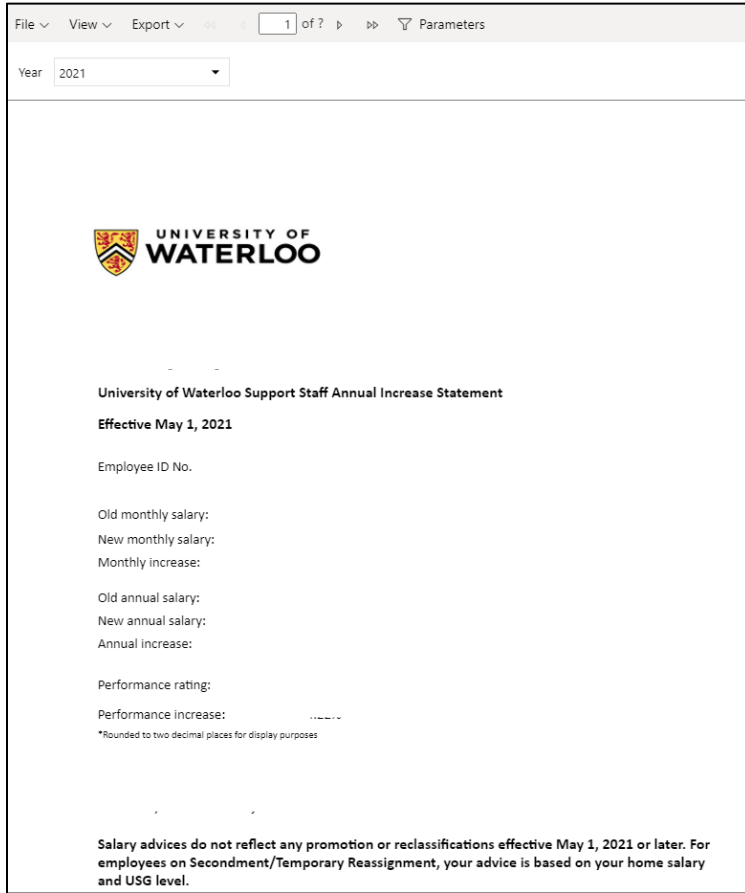 File View Export 1 of ? Parameters
Year 2021
UNIVERSITY OF
WATERLOO
University of Waterloo Support Staff Annual Increase Statement
Effective May 1, 2021
Employee ID No.
Old monthly salary:
New monthly salary:
Monthly increase:
Old annual salary:
New annual salary:
Annual increase:
Performance rating:
Performance increase:
*Rounded to two decimal places for display purposes
Salary advices do not reflect any promotion or reclassifications effective May 1, 2021 or later. For
employees on Secondment/Temporary Reassignment, your advice is based on your home salary
and USG level.